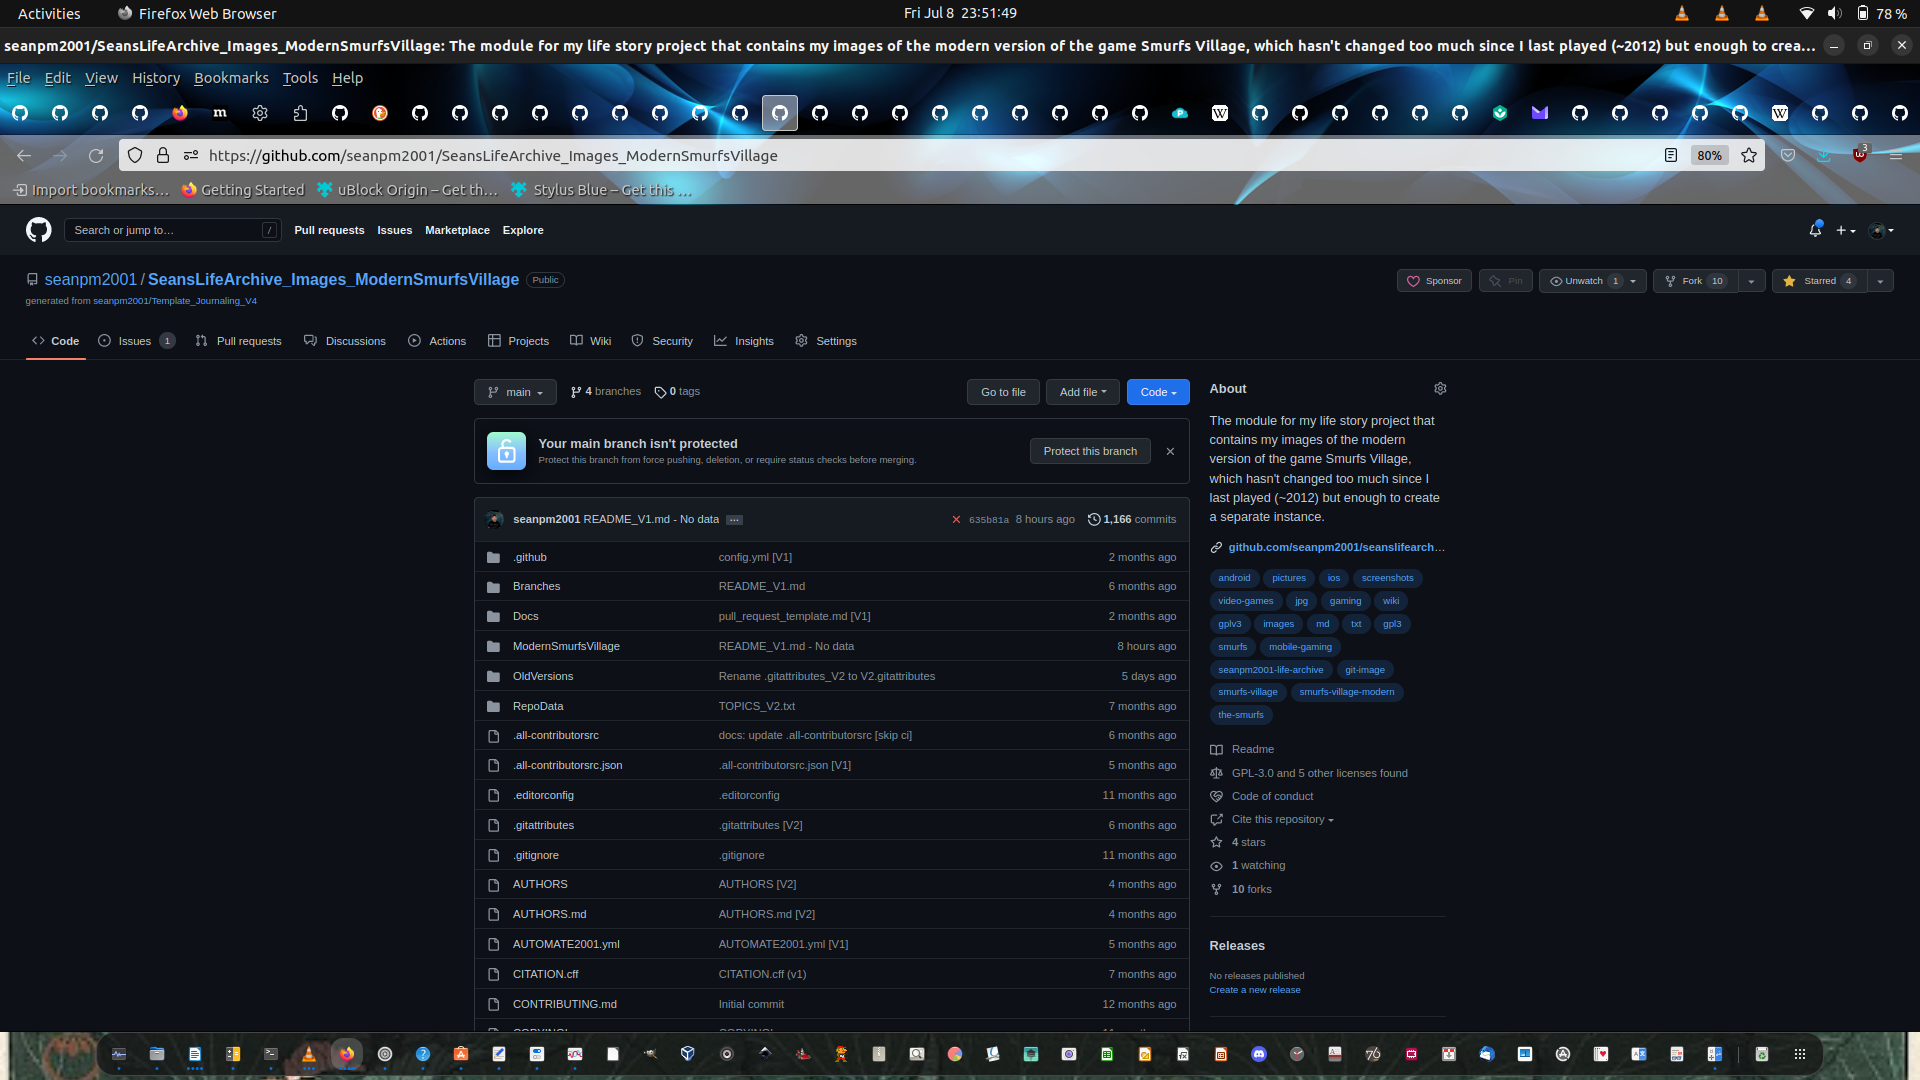 Activities Firefox Web Browser Fri Jul 8 23:51:49 78 %
seanpm2001/SeansLifeArchive_Images_ModernSmurfsVillage: The module for my life story project that contains my images of the modern version of the game Smurfs Village, which hasn't changed too much since I last played (~2012) but enough to crea…
File Edit View History Bookmarks Tools Help
https://github.com/seanpm2001/SeansLifeArchive_Images_ModernSmurfsVillage 80% 3
Import bookmarks… Getting Started uBlock Origin – Get th… Stylus Blue – Get this …
Search or jump to… / Pull requests Issues Marketplace Explore
seanpm2001 / SeansLifeArchive_Images_ModernSmurfsVillage Public Sponsor Pin Unwatch 1 Fork 10 Starred 4
generated from seanpm2001/Template_Journaling_V4
Code Issues 1 Pull requests Discussions Actions Projects Wiki Security Insights Settings
main 4 branches 0 tags Go to file Add file Code
Your main branch isn't protected
Protect this branch from force pushing, deletion, or require status checks before merging.
Protect this branch
seanpm2001 README_V1.md - No data … 635b81a 8 hours ago 1,166 commits
.github config.yml [V1] 2 months ago
Branches README_V1.md 6 months ago
Docs pull_request_template.md [V1] 2 months ago
ModernSmurfsVillage README_V1.md - No data 8 hours ago
OldVersions Rename .gitattributes_V2 to V2.gitattributes 5 days ago
RepoData TOPICS_V2.txt 7 months ago
.all-contributorsrc docs: update .all-contributorsrc [skip ci] 6 months ago
.all-contributorsrc.json .all-contributorsrc.json [V1] 5 months ago
.editorconfig .editorconfig 11 months ago
.gitattributes .gitattributes [V2] 6 months ago
.gitignore .gitignore 11 months ago
AUTHORS AUTHORS [V2] 4 months ago
AUTHORS.md AUTHORS.md [V2] 4 months ago
AUTOMATE2001.yml AUTOMATE2001.yml [V1] 5 months ago
CITATION.cff CITATION.cff (v1) 7 months ago
CONTRIBUTING.md Initial commit 12 months ago
About
The module for my life story project that
contains my images of the modern
version of the game Smurfs Village,
which hasn't changed too much since I
last played (~2012) but enough to create
a separate instance.
github.com/seanpm2001/seanslifearch…
android pictures ios screenshots
video-games jpg gaming wiki
gplv3 images md txt gpl3
smurfs mobile-gaming
seanpm2001-life-archive git-image
smurfs-village smurfs-village-modern
the-smurfs
Readme
GPL-3.0 and 5 other licenses found
Code of conduct
Cite this repository
4 stars
1 watching
10 forks
Releases
No releases published
Create a new release